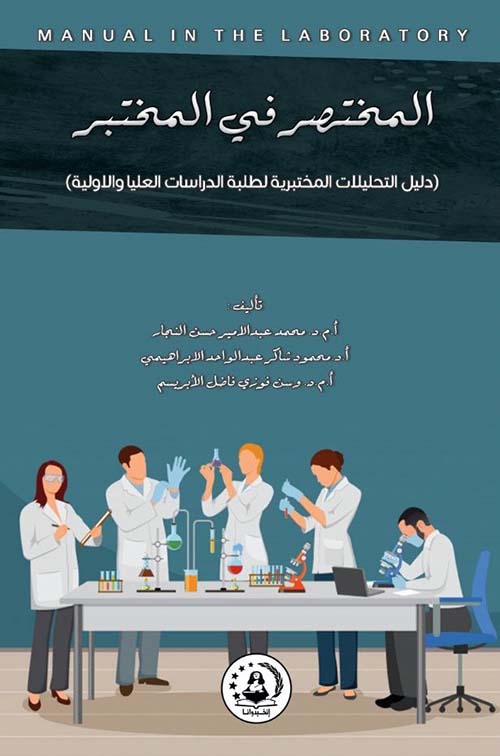 MANUAL IN THE LABORATORY
المختصر في المختبر
(دليل التحليلات المختبرية لطلبة الدراسات العليا والاولية)
تأليف:
أ.م.د. محمد عبدالامير حسن النجار
أ.د. محمود شاكر عبدالواحد الابراهيمي
أ.م.د. وسن فوزي فاضل الأبريسم
إنخيدوانا